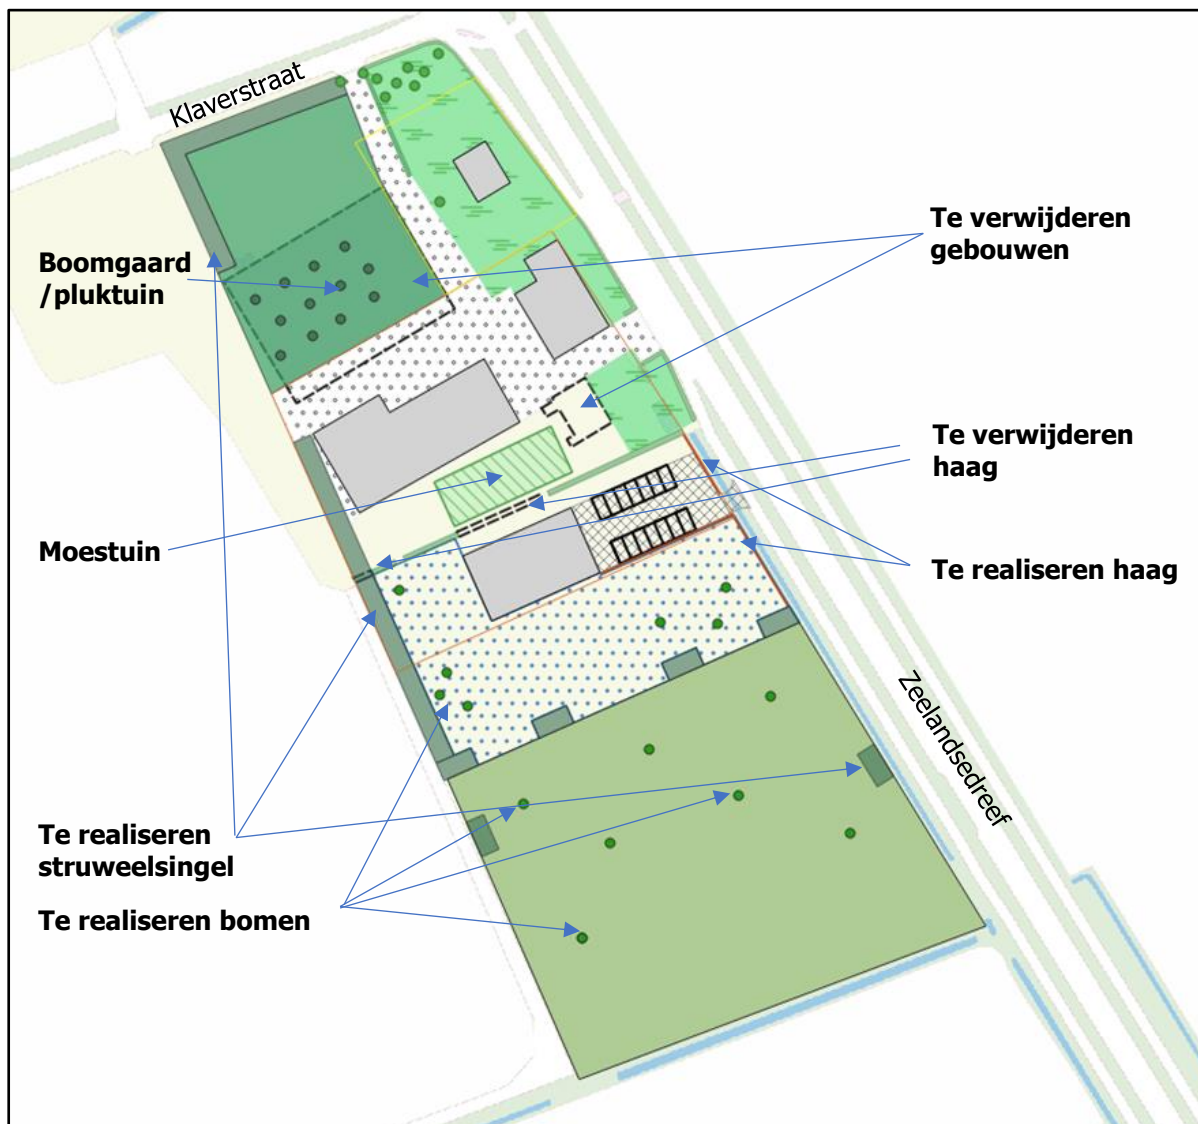 Klaverstraat
Te verwijderen
gebouwen
Boomgaard
/pluktuin
Te verwijderen
haag
Moestuin
Te realiseren haag
Zeelandsedreef
Te realiseren
struweelsingel
Te realiseren bomen